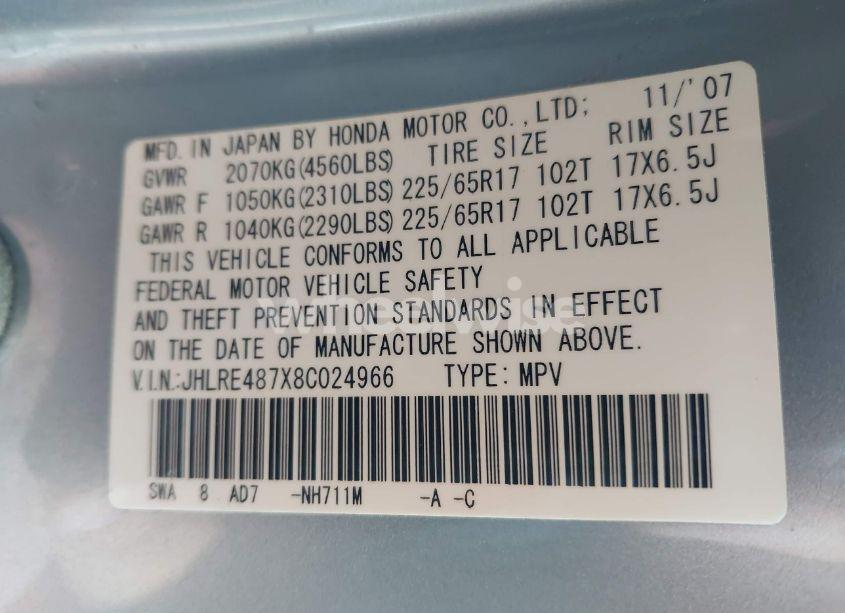 MFD. IN JAPAN BY HONDA MOTOR CO.,LTD; 11/'07
GVWR 2070KG(4560LBS) TIRE SIZE RIM SIZE
GAWR F 1050KG(2310LBS) 225/65R17 102T 17X6.5J
GAWR R 1040KG(2290LBS) 225/65R17 102T 17X6.5J
THIS VEHICLE CONFORMS TO ALL APPLICABLE
FEDERAL MOTOR VEHICLE SAFETY
AND THEFT PREVENTION STANDARDS IN EFFECT
ON THE DATE OF MANUFACTURE SHOWN ABOVE.
V.I.N.:JHLRE487X8C024966 TYPE: MPV
SWA 8 AD7 -NH711M -A -C
wheelwise